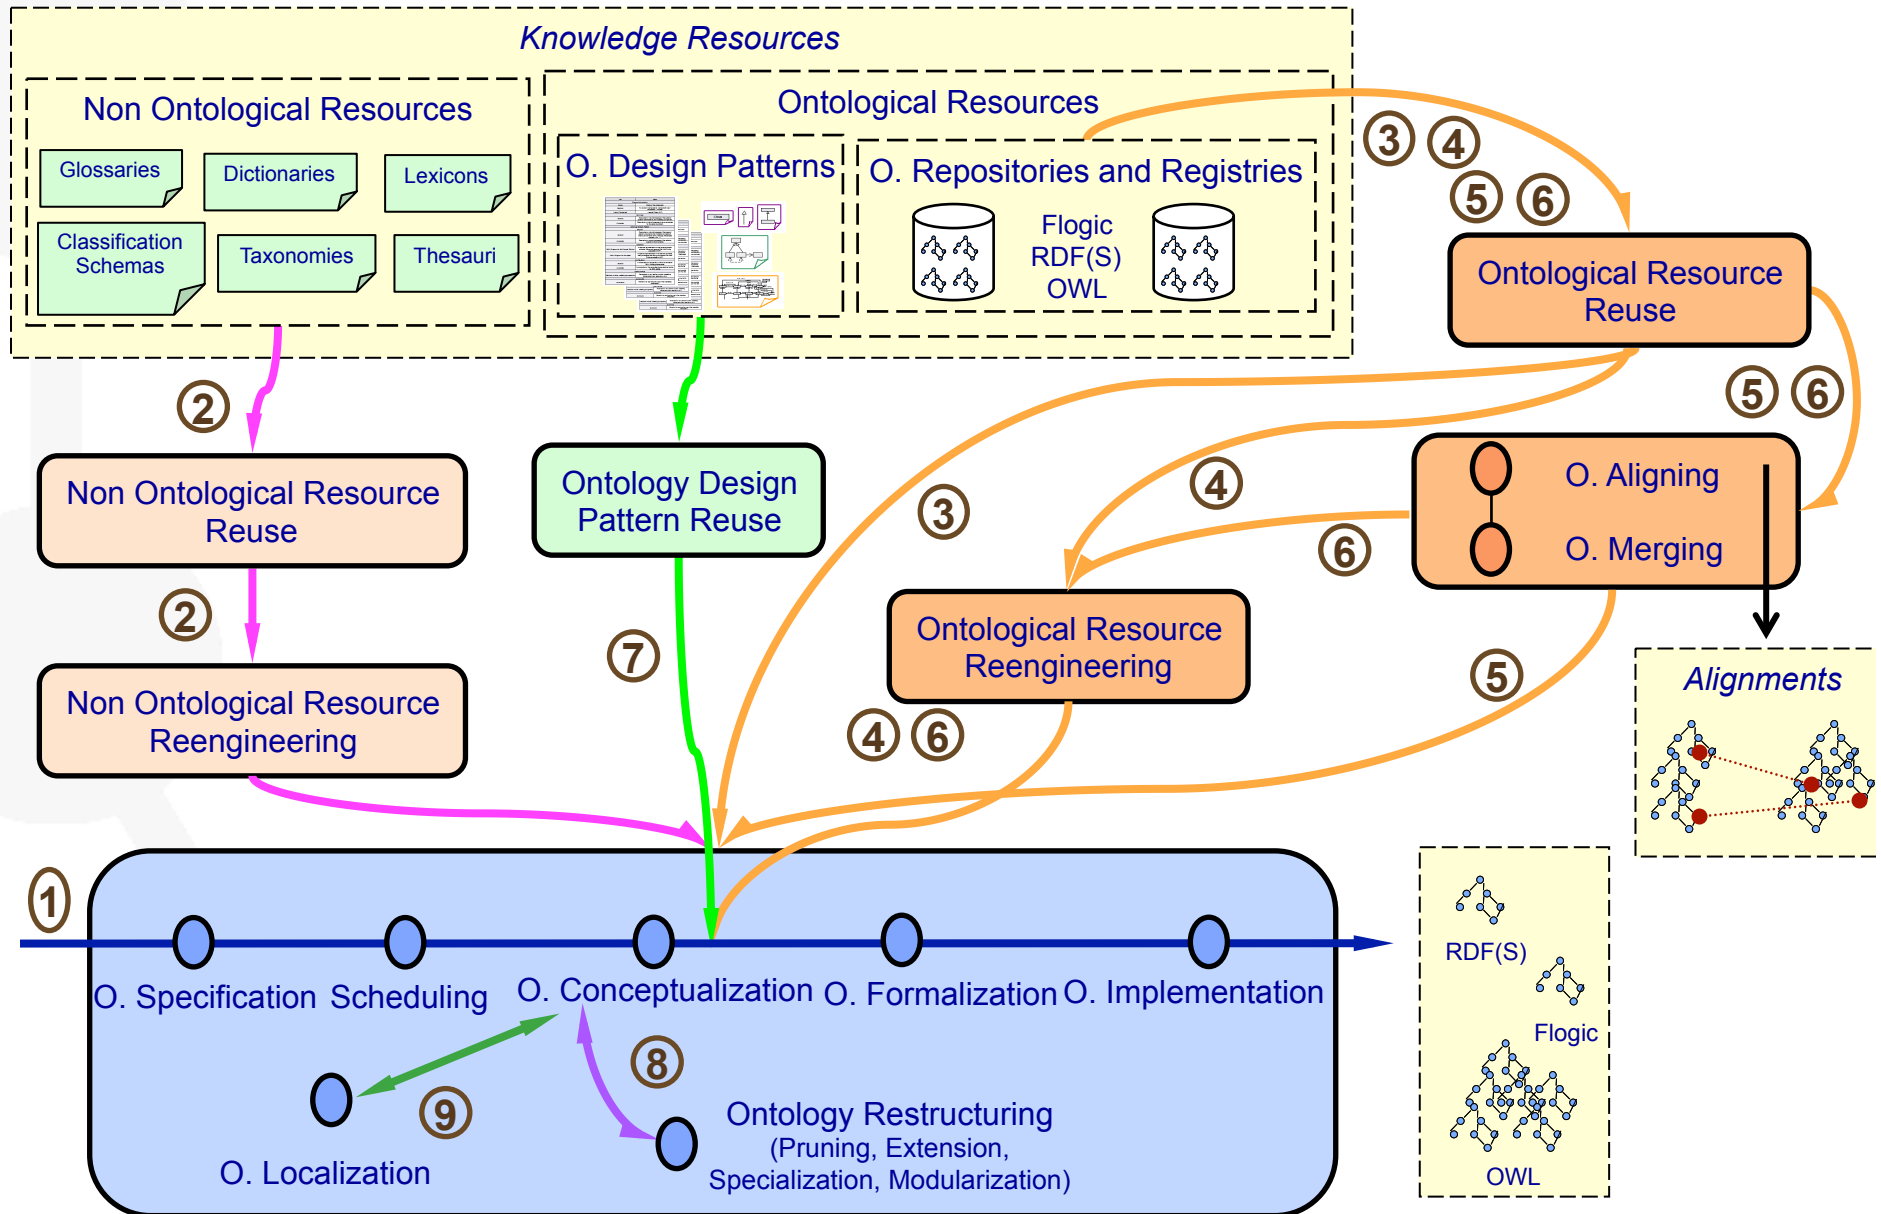 Knowledge Resources
Non Ontological Resources
Glossaries
Dictionaries
Lexicons
Classification
Schemas
Taxonomies
Thesauri
Ontological Resources
O. Design Patterns
O. Repositories and Registries
Flogic
RDF(S)
OWL
3
4
5
6
Ontological Resource
Reuse
5
6
2
Non Ontological Resource
Reuse
2
Non Ontological Resource
Reengineering
Ontology Design
Pattern Reuse
7
3
4
6
O. Aligning
O. Merging
Ontological Resource
Reengineering
4
6
5
Alignments
1
O. Specification
Scheduling
O. Conceptualization
O. Formalization
O. Implementation
9
8
O. Localization
Ontology Restructuring
(Pruning, Extension,
Specialization, Modularization)
RDF(S)
Flogic
OWL